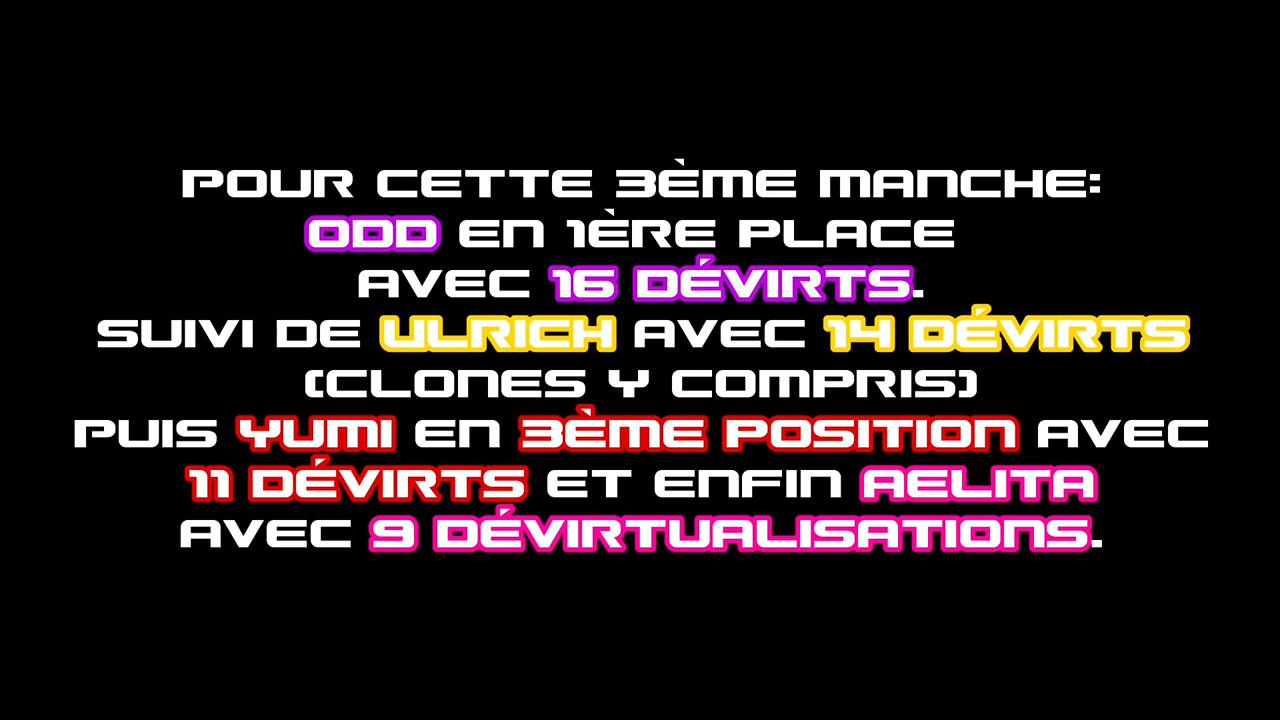 POUR CETTE 3ÈME MANCHE:
ODD EN 1ÈRE PLACE
AVEC 16 DÉVIRTS.
SUIVI DE ULRICH AVEC 14 DÉVIRTS
(CLONES Y COMPRIS)
PUIS YUMI EN 3ÈME POSITION AVEC
11 DÉVIRTS ET ENFIN AELITA
AVEC 9 DÉVIRTUALISATIONS.